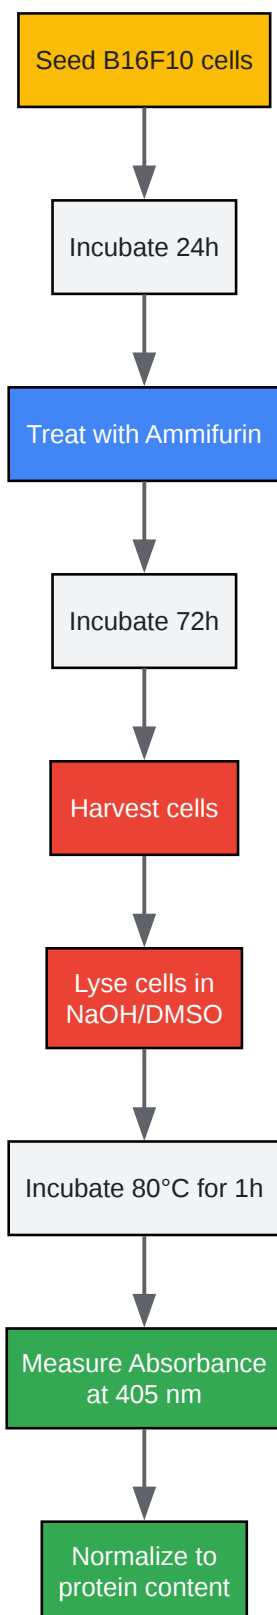 Seed B16F10 cells
Incubate 24h
Treat with Ammifurin
Incubate 72h
Harvest cells
Lyse cells in
NaOH/DMSO
Incubate 80°C for 1h
Measure Absorbance
at 405 nm
Normalize to
protein content